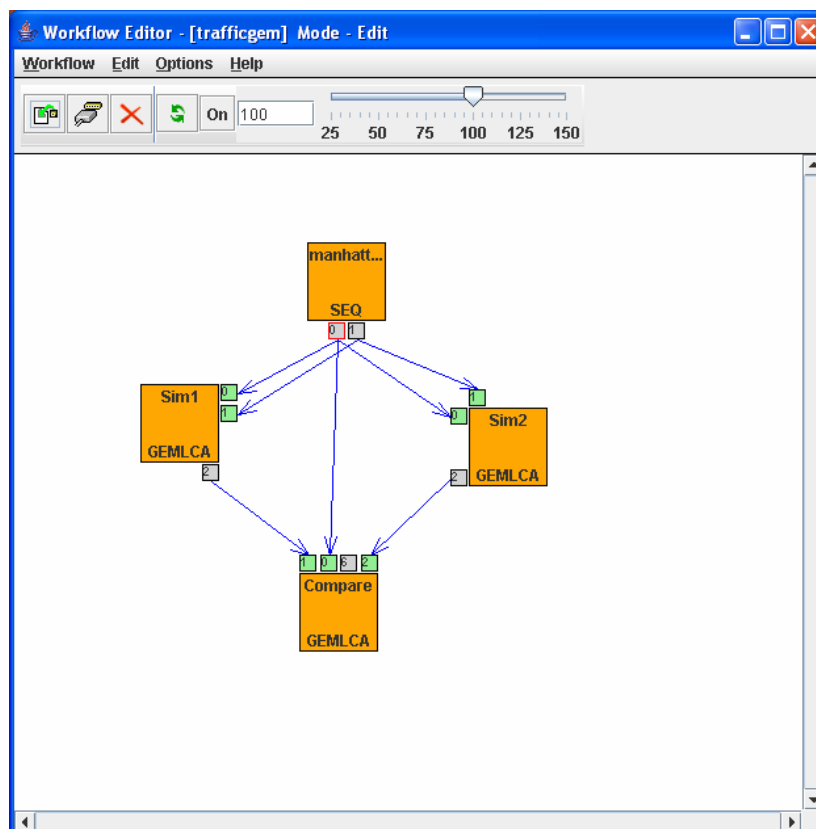 Workflow Editor - [trafficgem] Mode - Edit
Workflow Edit Options Help
On 100
25 50 75 100 125 150
manhatt...
SEQ
0 1
Sim1 0
1
GEMLCA
2
1
0 Sim2
2 GEMLCA
1 0 6 2
Compare
GEMLCA